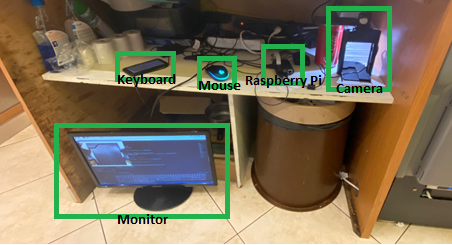 Keyboard
Mouse
Raspberry Pi
Camera
Monitor